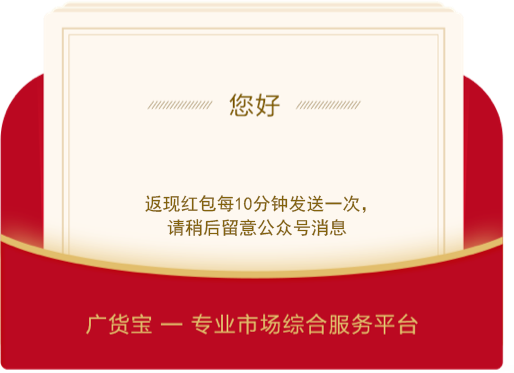 您好
返现红包每10分钟发送一次，
请稍后留意公众号消息
广货宝 — 专业市场综合服务平台